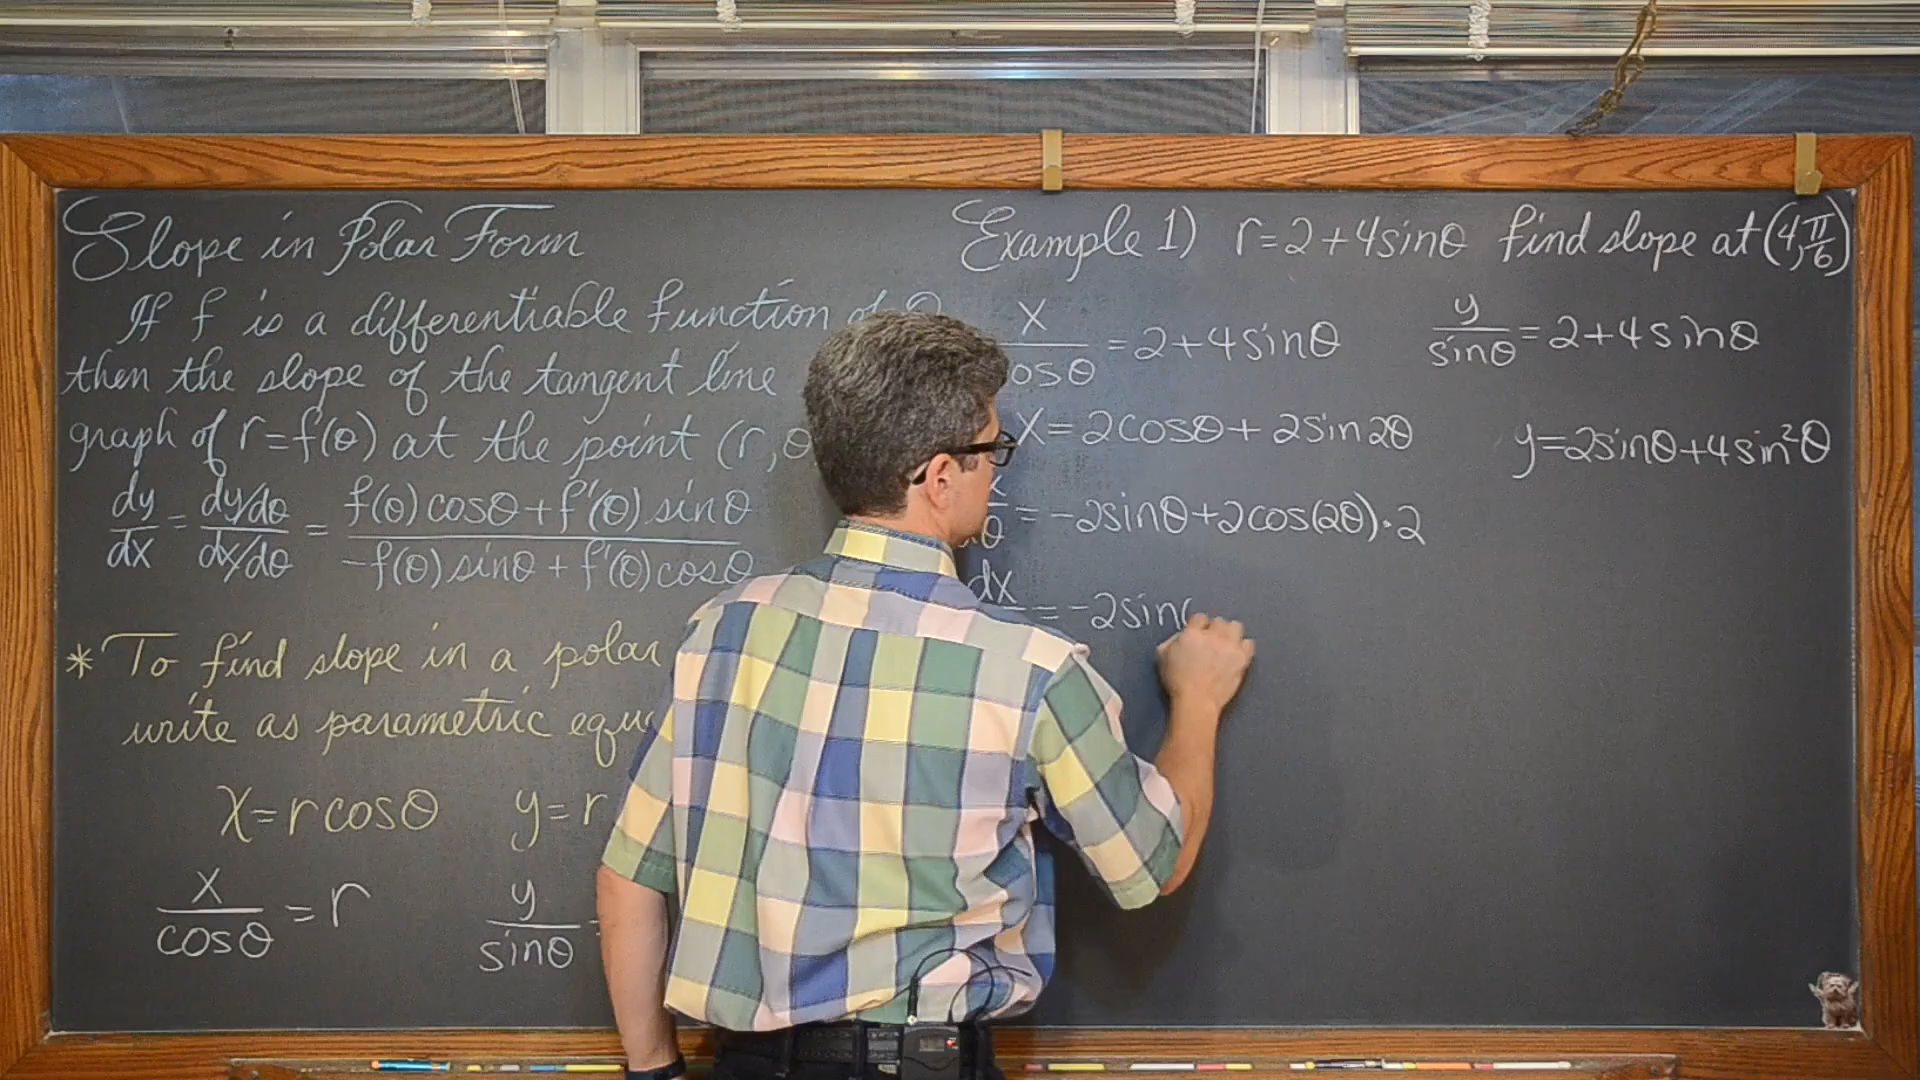 Slope in Polar Form
If f is a differentiable function of θ
then the slope of the tangent line
graph of r=f(θ) at the point (r,θ
dy/dx = (dy/dθ)/(dx/dθ) = (f(θ)cosθ+f'(θ)sinθ)/(-f(θ)sinθ+f'(θ)cosθ)
* To find slope in a polar
write as parametric equ
x=rcosθ y=r
x/cosθ =r y/sinθ =
Example 1) r=2+4sinθ find slope at (4,π/6)
x/cosθ =2+4sinθ y/sinθ =2+4sinθ
x=2cosθ+2sin2θ y=2sinθ+4sin²θ
x/θ =-2sinθ+2cos(2θ)·2
dx =-2sin